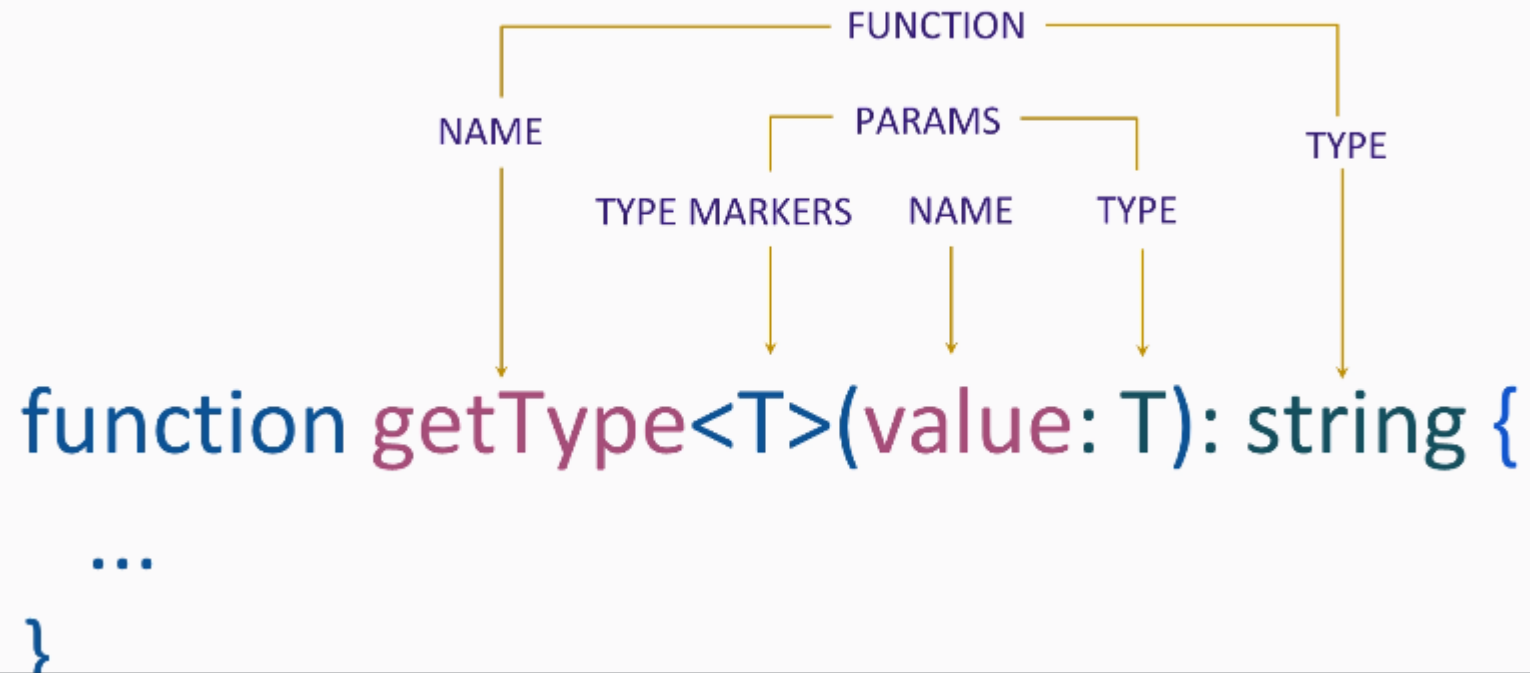 FUNCTION
PARAMS
NAME
TYPE
TYPE MARKERS NAME TYPE
function getType<T>(value: T): string {
...
}